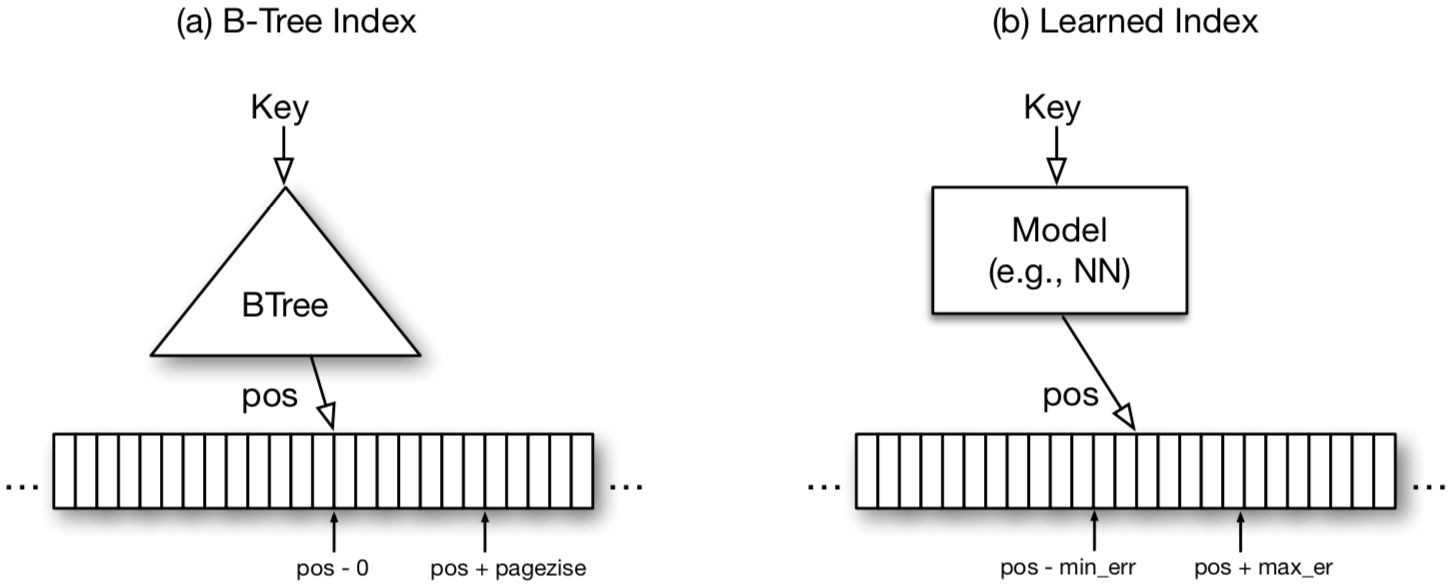 (a) B-Tree Index
Key
BTree
pos
...
...
pos - 0
pos + pagezise
(b) Learned Index
Key
Model
(e.g., NN)
pos
...
...
pos - min_err
pos + max_er